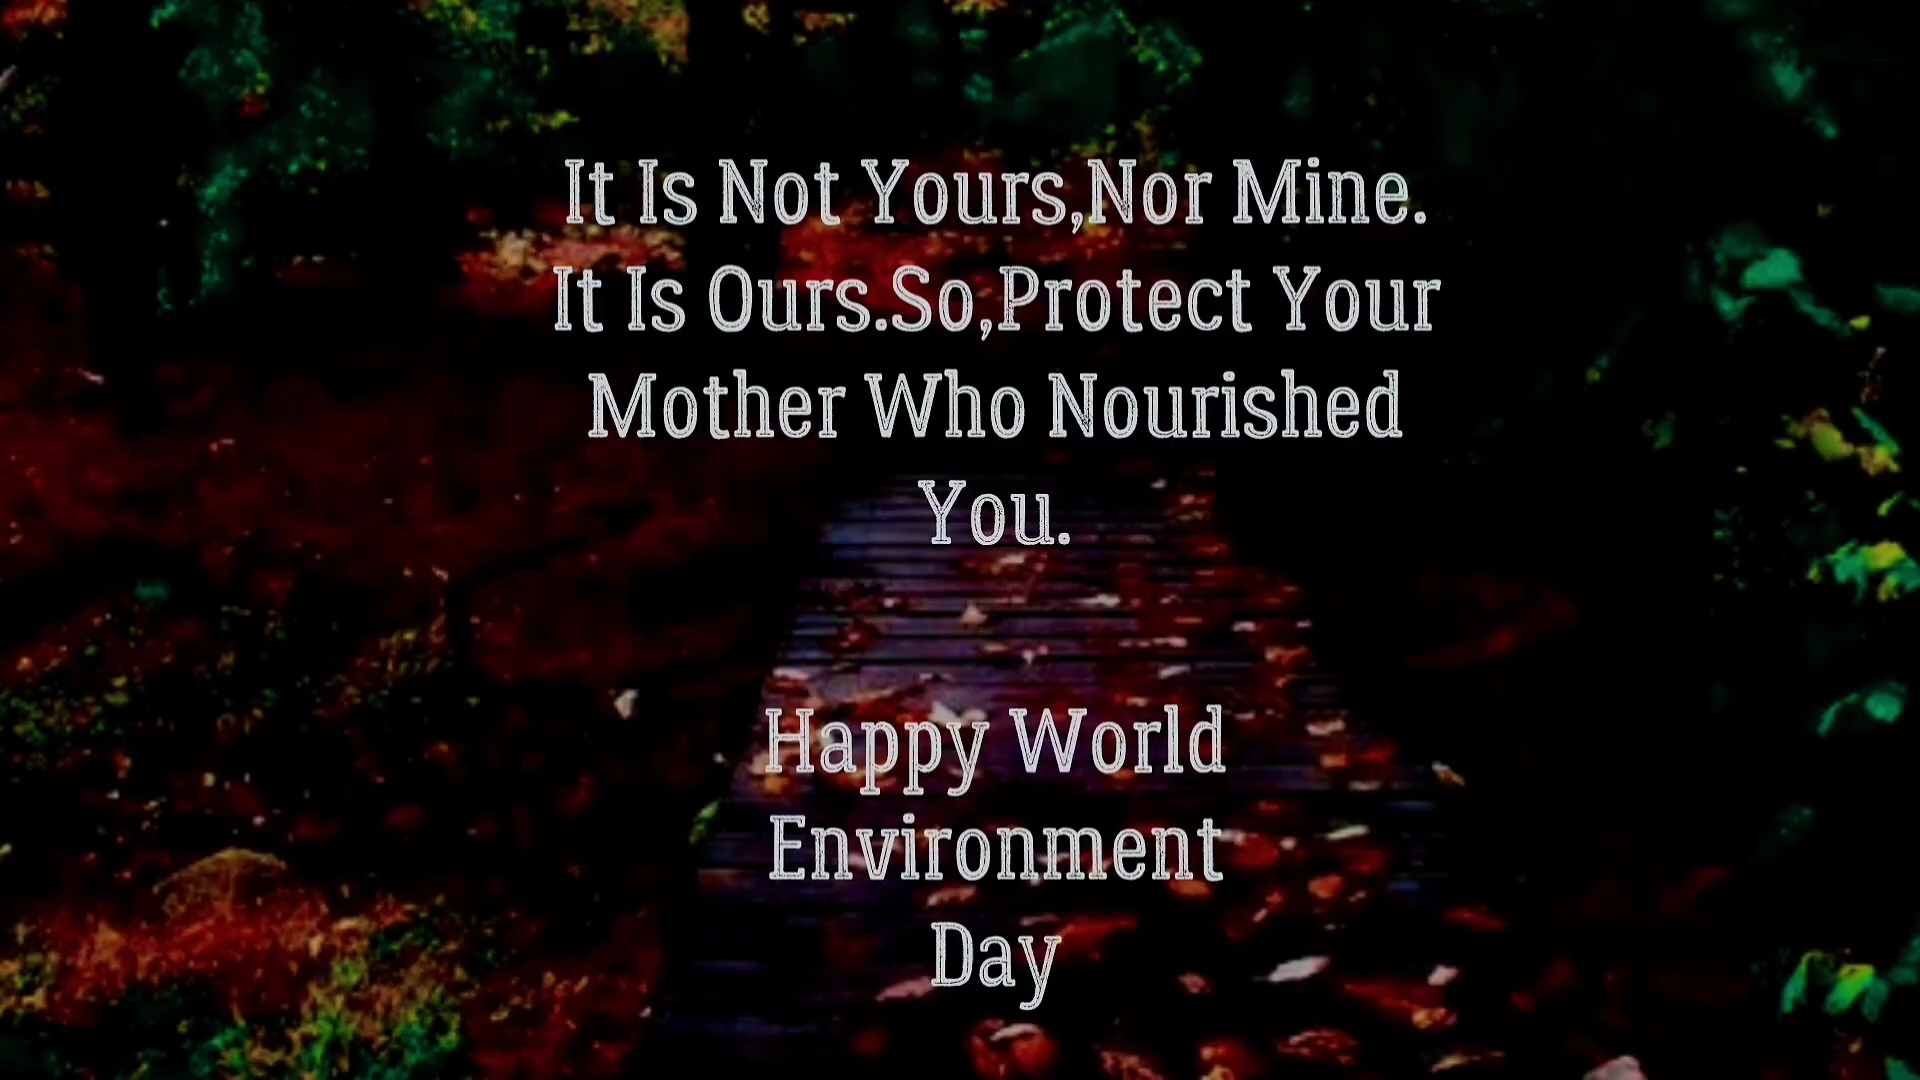 It Is Not Yours,Nor Mine.
It Is Ours.So,Protect Your
Mother Who Nourished
You.
Happy World
Environment
Day